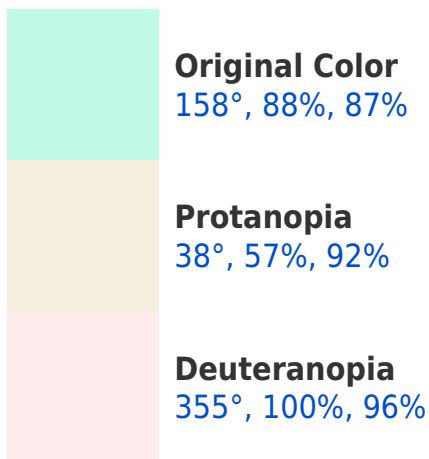 Original Color
158°, 88%, 87%
Protanopia
38°, 57%, 92%
Deuteranopia
355°, 100%, 96%